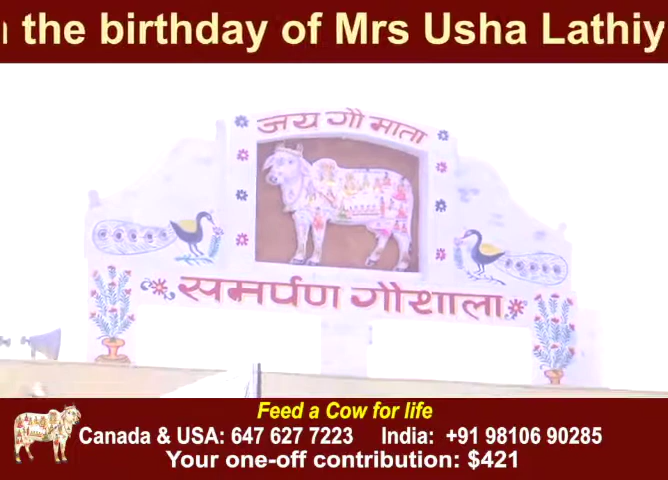 the birthday of Mrs Usha Lathiy
जय गौ माता
समर्पण गौशाला
Feed a Cow for life
Canada & USA: 647 627 7223 India: +91 98106 90285
Your one-off contribution: $421